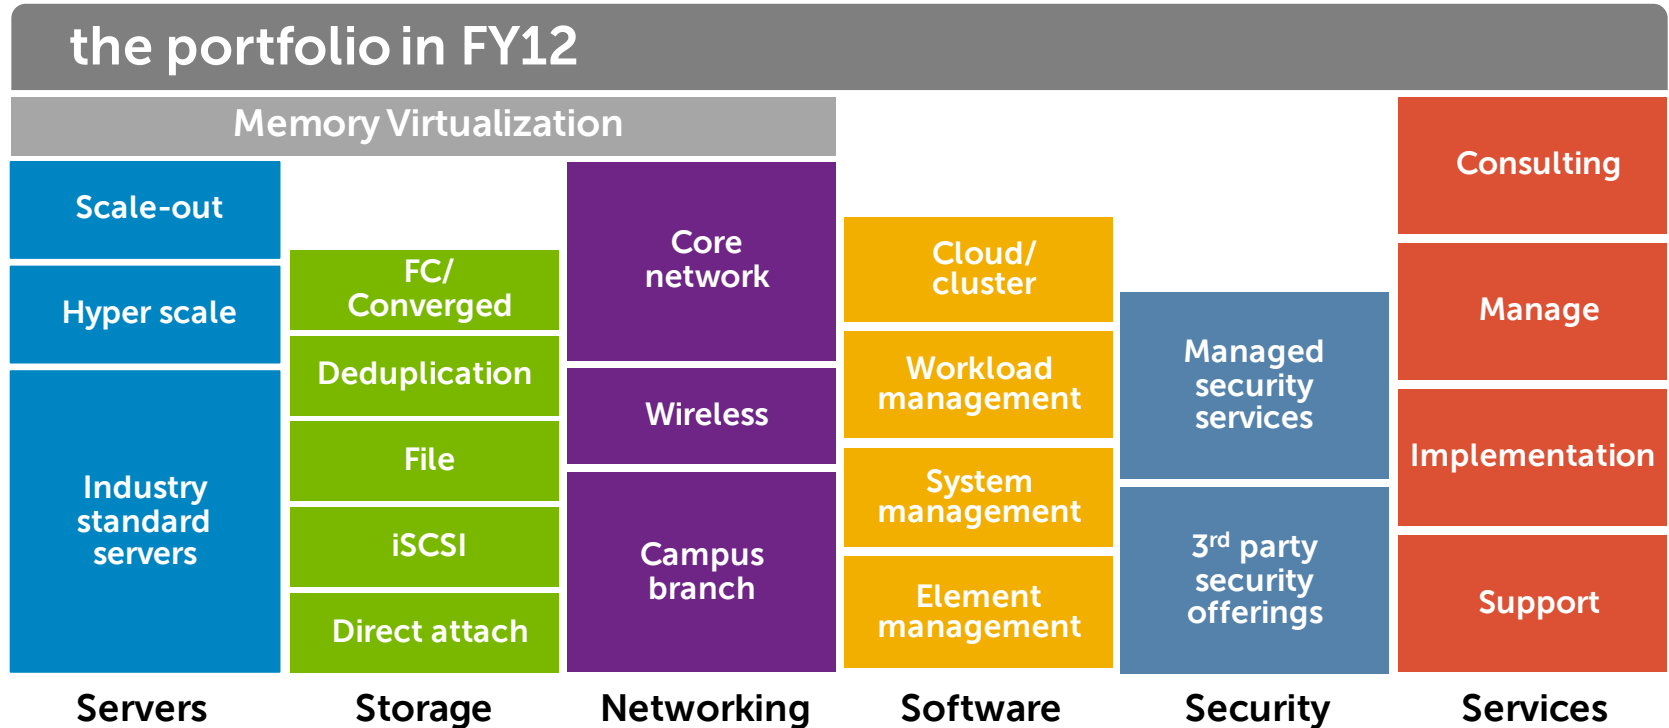 the portfolio in FY12
Memory Virtualization
Scale-out
Hyper scale
Industry
standard
servers
Servers
FC/
Converged
Deduplication
File
iSCSI
Direct attach
Storage
Core
network
Wireless
Campus
branch
Networking
Cloud/
cluster
Workload
management
System
management
Element
management
Software
Managed
security
services
3rd party
security
offerings
Security
Consulting
Manage
Implementation
Support
Services